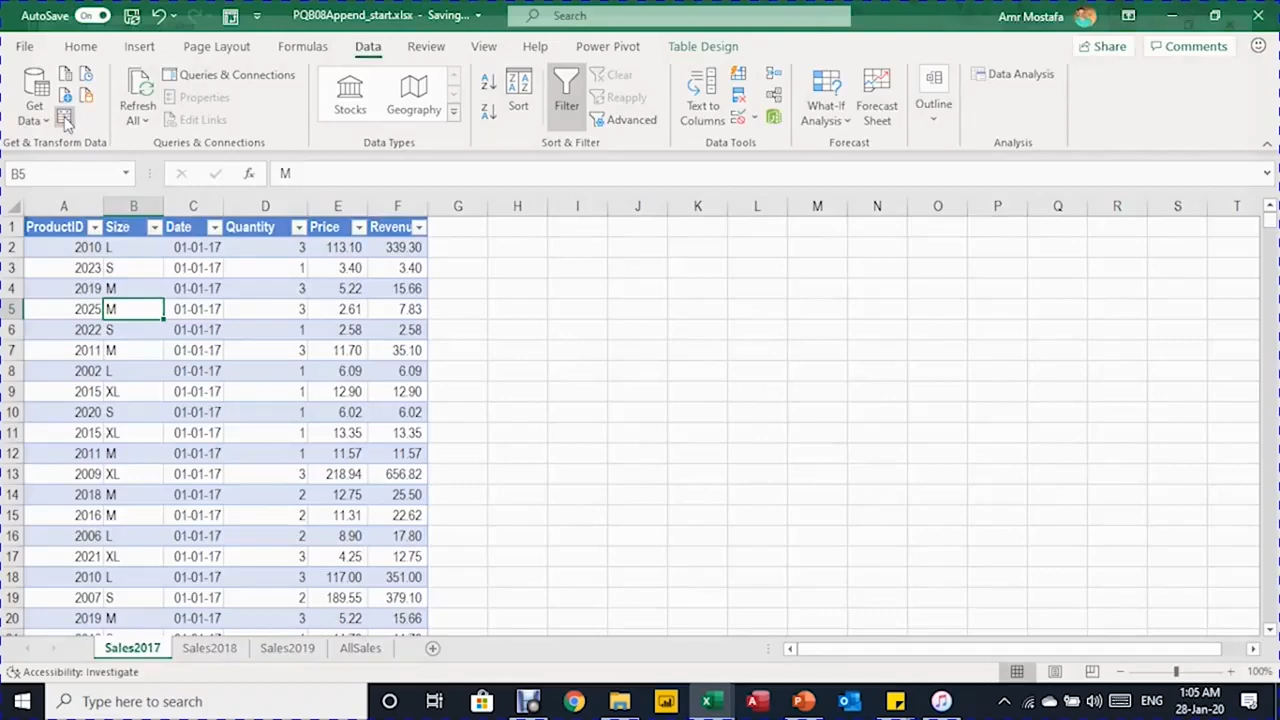 AutoSave On PQB08Append_start.xlsx - Saving... Search Amr Mostafa
File Home Insert Page Layout Formulas Data Review View Help Power Pivot Table Design Share Comments
Queries & Connections Clear Data Analysis
Properties Reapply
Get Data Refresh All Edit Links Stocks Geography Sort Filter Advanced Text to Columns What-If Analysis Forecast Sheet Outline
Get & Transform Data Queries & Connections Data Types Sort & Filter Data Tools Forecast Analysis
B5 fx M
A B C D E F G H I J K L M N O P Q R S T
1 ProductID Size Date Quantity Price Revenu
2 2010 L 01-01-17 3 113.10 339.30
3 2023 S 01-01-17 1 3.40 3.40
4 2019 M 01-01-17 3 5.22 15.66
5 2025 M 01-01-17 3 2.61 7.83
6 2022 S 01-01-17 1 2.58 2.58
7 2011 M 01-01-17 3 11.70 35.10
8 2002 L 01-01-17 1 6.09 6.09
9 2015 XL 01-01-17 1 12.90 12.90
10 2020 S 01-01-17 1 6.02 6.02
11 2015 XL 01-01-17 1 13.35 13.35
12 2011 M 01-01-17 1 11.57 11.57
13 2009 XL 01-01-17 3 218.94 656.82
14 2018 M 01-01-17 2 12.75 25.50
15 2016 M 01-01-17 2 11.31 22.62
16 2006 L 01-01-17 2 8.90 17.80
17 2021 XL 01-01-17 3 4.25 12.75
18 2010 L 01-01-17 3 117.00 351.00
19 2007 S 01-01-17 2 189.55 379.10
20 2019 M 01-01-17 3 5.22 15.66
Sales2017 Sales2018 Sales2019 AllSales
Accessibility: Investigate 100%
Type here to search ENG 1:05 AM
28-Jan-20